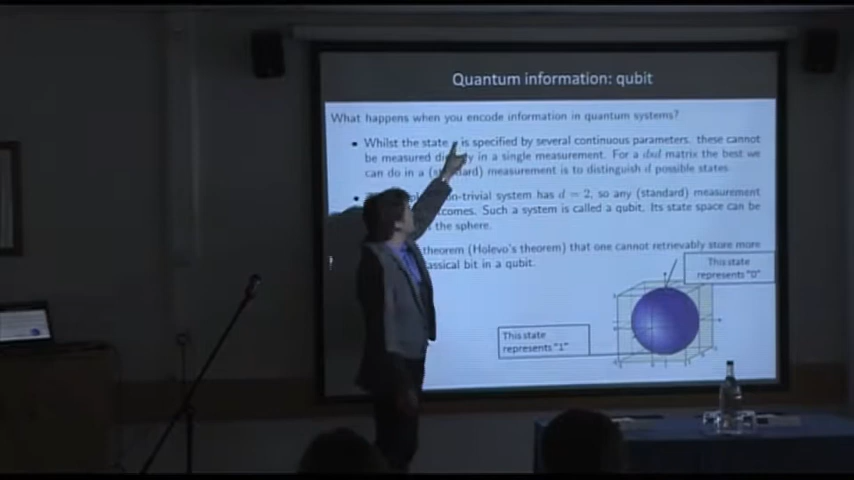 Quantum information: qubit
What happens when you encode information in quantum systems?
Whilst the state is specified by several continuous parameters. these cannot
be measured in a single measurement. For a dxd matrix the best we
can do in a measurement is to distinguish d possible states.
system has d = 2, so any (standard) measurement
Such a system is called a qubit. Its state space can be
the sphere.
theorem (Holevo's theorem) that one cannot retrievably store more
classical bit in a qubit.
This state
represents "0"
This state
represents "1"